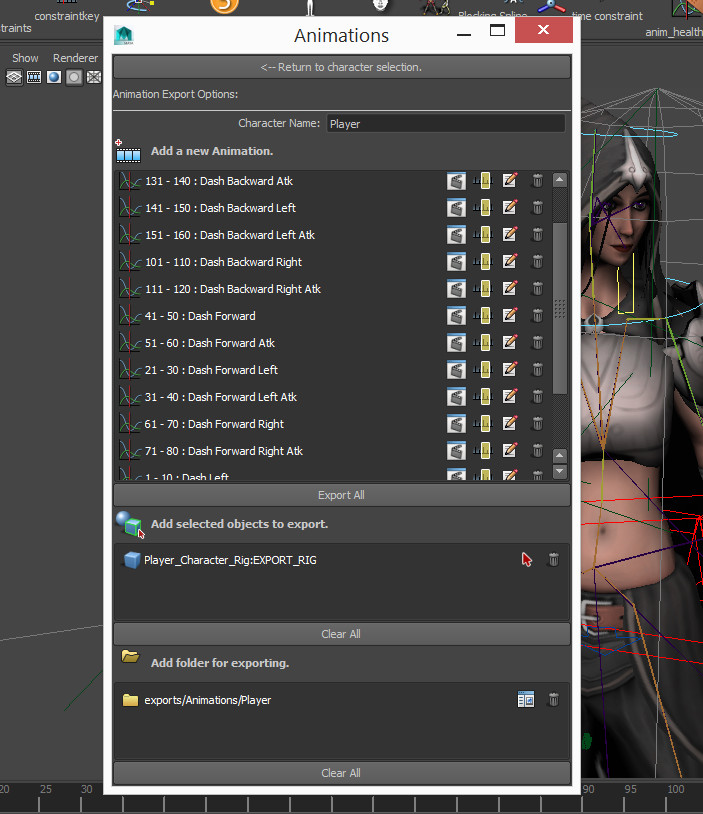 constraintkey
Blocking Spline
time constraint
traints
anim_health
Show Renderer
Animations
<-- Return to character selection.
Animation Export Options:
Character Name: Player
Add a new Animation.
131 - 140 : Dash Backward Atk
141 - 150 : Dash Backward Left
151 - 160 : Dash Backward Left Atk
101 - 110 : Dash Backward Right
111 - 120 : Dash Backward Right Atk
41 - 50 : Dash Forward
51 - 60 : Dash Forward Atk
21 - 30 : Dash Forward Left
31 - 40 : Dash Forward Left Atk
61 - 70 : Dash Forward Right
71 - 80 : Dash Forward Right Atk
1 - 10 : Dash Left
Export All
Add selected objects to export.
Player_Character_Rig:EXPORT_RIG
Clear All
Add folder for exporting.
exports/Animations/Player
Clear All
20 25 30 90 95 100